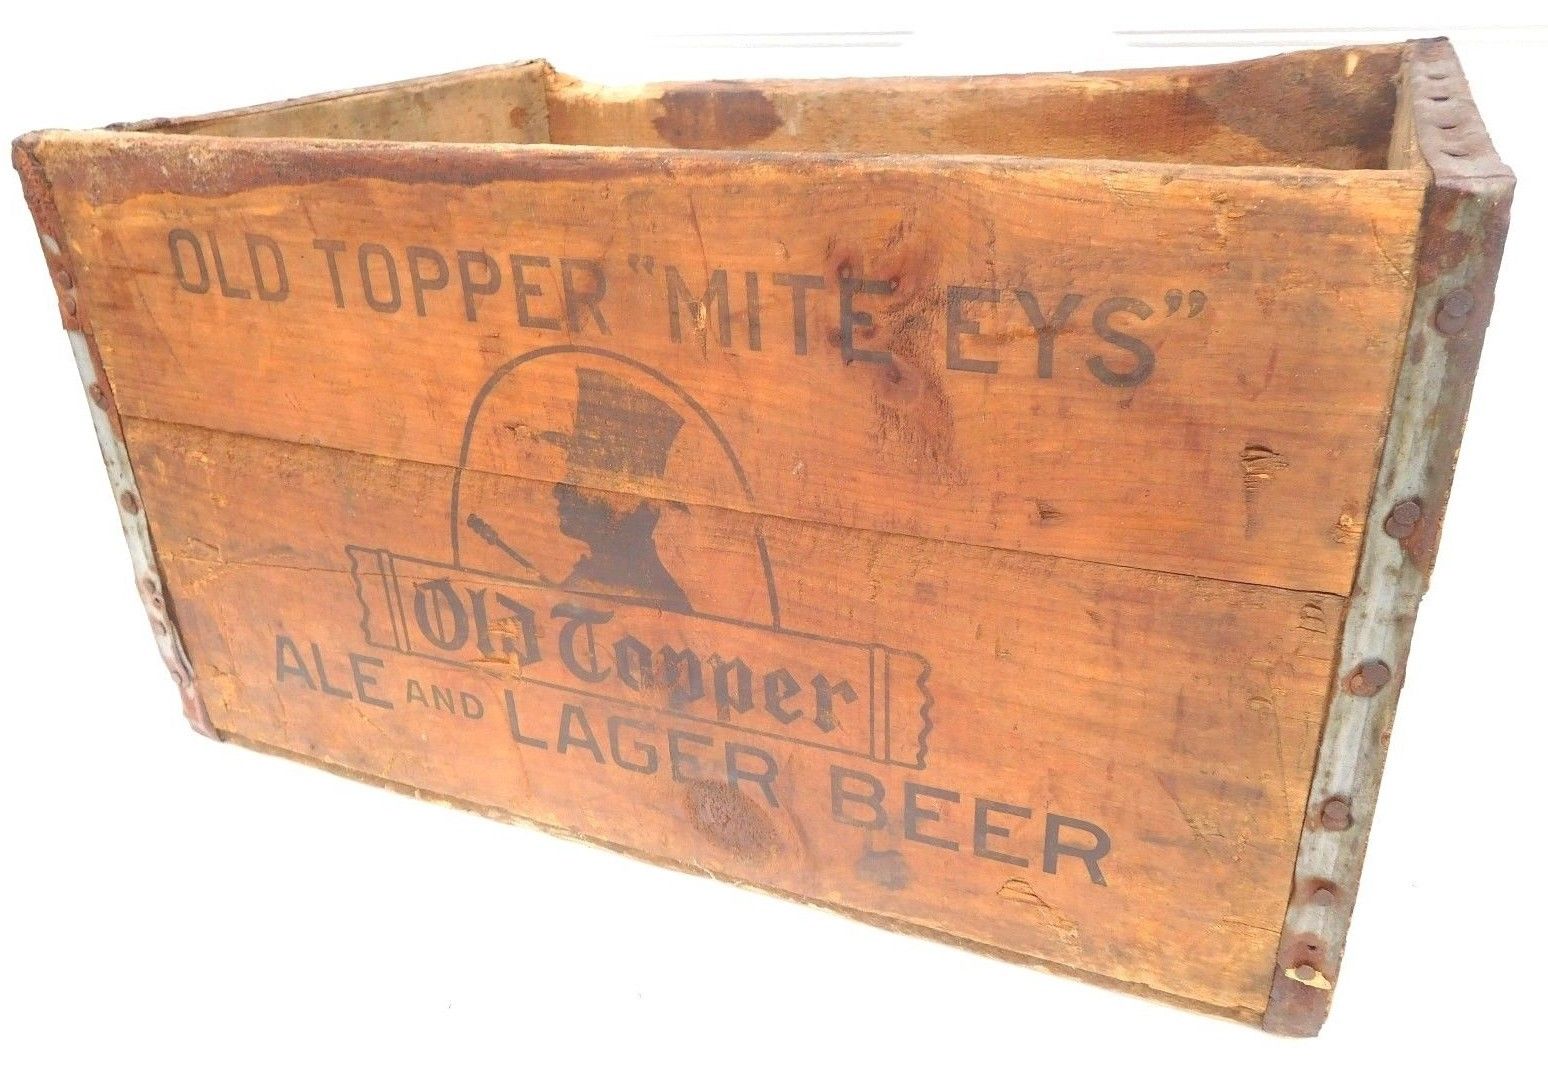 OLD TOPPER “MITE EYS”
Old Topper
ALE AND LAGER BEER